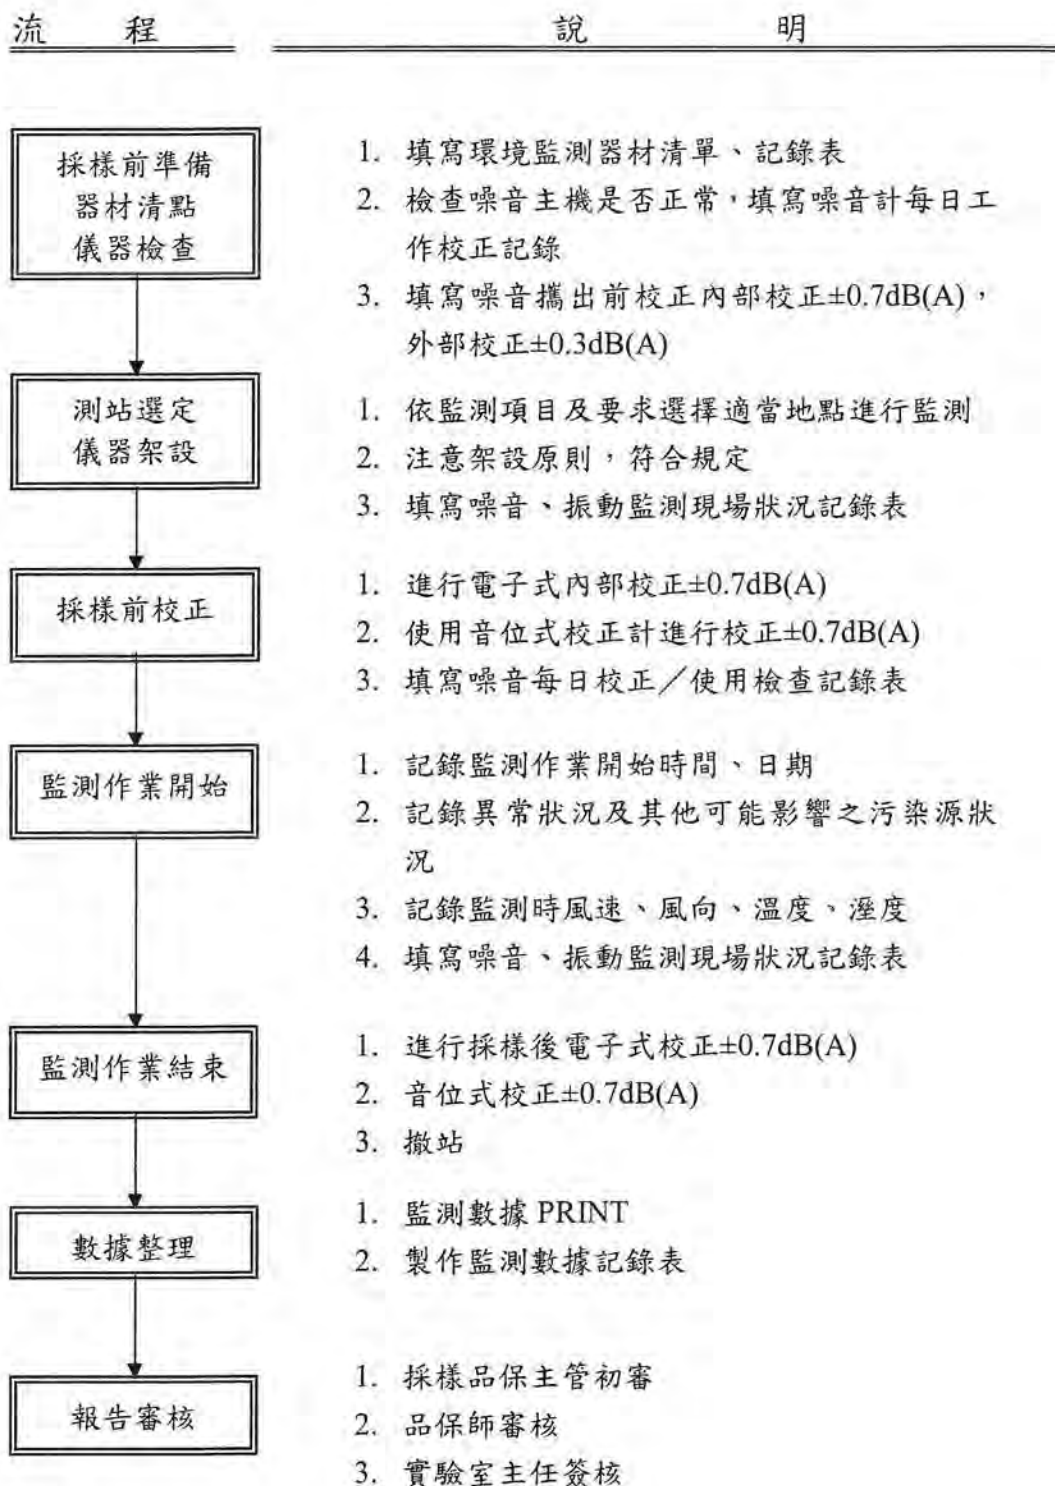 流 程 說 明
採樣前準備
器材清點
儀器檢查
1. 填寫環境監測器材清單、記錄表
2. 檢查噪音主機是否正常，填寫噪音計每日工
作校正記錄
3. 填寫噪音攜出前校正內部校正±0.7dB(A)，
外部校正±0.3dB(A)
測站選定
儀器架設
1. 依監測項目及要求選擇適當地點進行監測
2. 注意架設原則，符合規定
3. 填寫噪音、振動監測現場狀況記錄表
採樣前校正
1. 進行電子式內部校正±0.7dB(A)
2. 使用音位式校正計進行校正±0.7dB(A)
3. 填寫噪音每日校正／使用檢查記錄表
監測作業開始
1. 記錄監測作業開始時間、日期
2. 記錄異常狀況及其他可能影響之污染源狀
況
3. 記錄監測時風速、風向、溫度、溼度
4. 填寫噪音、振動監測現場狀況記錄表
監測作業結束
1. 進行採樣後電子式校正±0.7dB(A)
2. 音位式校正±0.7dB(A)
3. 撤站
數據整理
1. 監測數據 PRINT
2. 製作監測數據記錄表
報告審核
1. 採樣品保主管初審
2. 品保師審核
3. 實驗室主任簽核